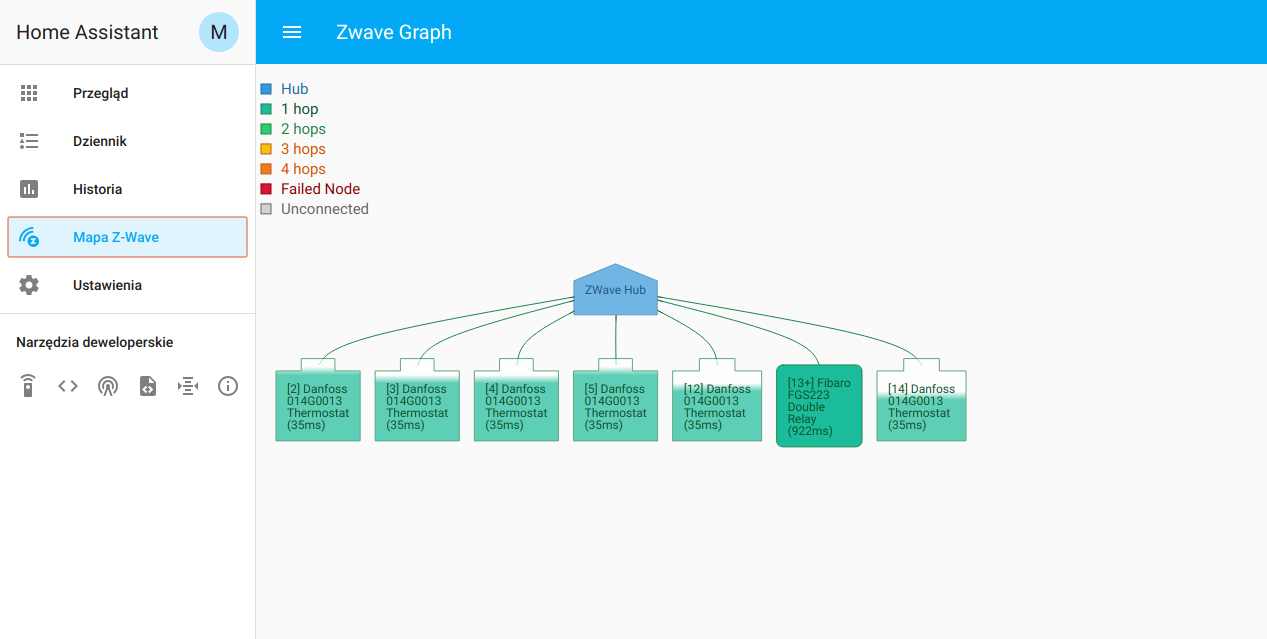 Home Assistant
M
Zwave Graph
Przegląd
Dziennik
Historia
Mapa Z-Wave
Ustawienia
Narzędzia deweloperskie
Hub
1 hop
2 hops
3 hops
4 hops
Failed Node
Unconnected
ZWave Hub
[2] Danfoss
014G0013
Thermostat
(35ms)
[3] Danfoss
014G0013
Thermostat
(35ms)
[4] Danfoss
014G0013
Thermostat
(35ms)
[5] Danfoss
014G0013
Thermostat
(35ms)
[12] Danfoss
014G0013
Thermostat
(35ms)
[13+] Fibaro
FGS223
Double
Relay
(922ms)
[14] Danfoss
014G0013
Thermostat
(35ms)